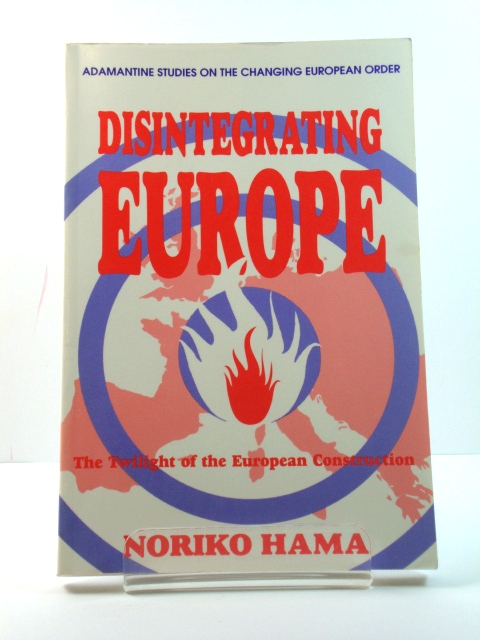 ADAMANTINE STUDIES ON THE CHANGING EUROPEAN ORDER
DISINTEGRATING
EUROPE
The Twilight of the European Construction
NORIKO HAMA